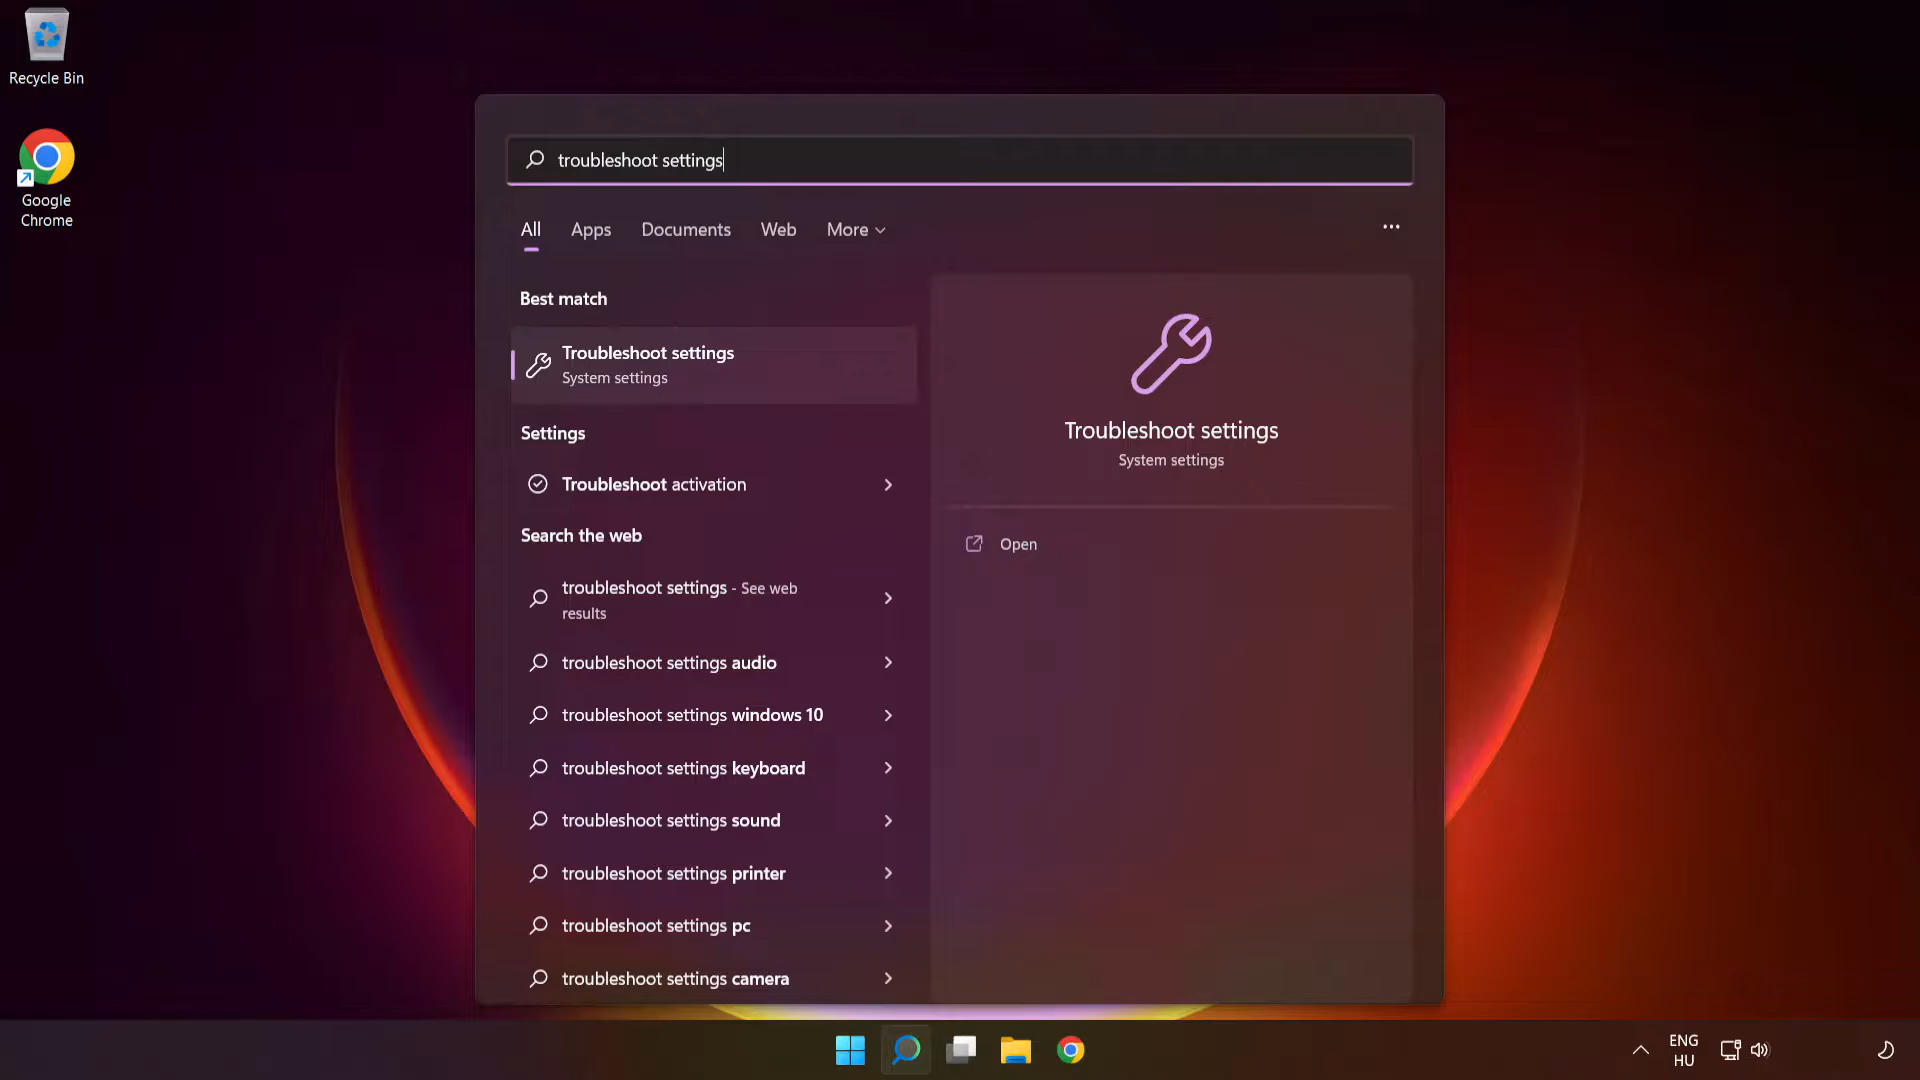 Recycle Bin
Google
Chrome
troubleshoot settings
All
Apps
Documents
Web
More
Best match
Troubleshoot settings
System settings
Settings
Troubleshoot activation
Search the web
troubleshoot settings - See web
results
troubleshoot settings audio
troubleshoot settings windows 10
troubleshoot settings keyboard
troubleshoot settings sound
troubleshoot settings printer
troubleshoot settings pc
troubleshoot settings camera
Troubleshoot settings
System settings
Open
ENG
HU